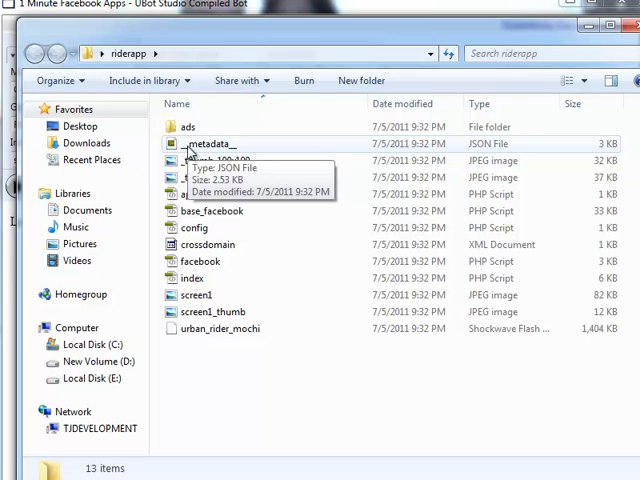 1 Minute Facebook Apps - UBot Studio Compiled Bot
riderapp
Search riderapp
Organize Include in library Share with Burn New folder
Name Date modified Type Size
Favorites
Desktop
Downloads
Recent Places
Libraries
Documents
Music
Pictures
Videos
Homegroup
Computer
Local Disk (C:)
New Volume (D:)
Local Disk (E:)
Network
TJDEVELOPMENT
ads 7/5/2011 9:32 PM File folder
__metadata__ 7/5/2011 9:32 PM JSON File 3 KB
7/5/2011 9:32 PM JPEG image 32 KB
7/5/2011 9:32 PM JPEG image 37 KB
7/5/2011 9:32 PM PHP Script 1 KB
base_facebook 7/5/2011 9:32 PM PHP Script 33 KB
config 7/5/2011 9:32 PM PHP Script 1 KB
crossdomain 7/5/2011 9:32 PM XML Document 1 KB
facebook 7/5/2011 9:32 PM PHP Script 3 KB
index 7/5/2011 9:32 PM PHP Script 6 KB
screen1 7/5/2011 9:32 PM JPEG image 82 KB
screen1_thumb 7/5/2011 9:32 PM JPEG image 12 KB
urban_rider_mochi 7/5/2011 9:32 PM Shockwave Flash ... 1,404 KB
Type: JSON File
Size: 2.53 KB
Date modified: 7/5/2011 9:32 PM
13 items